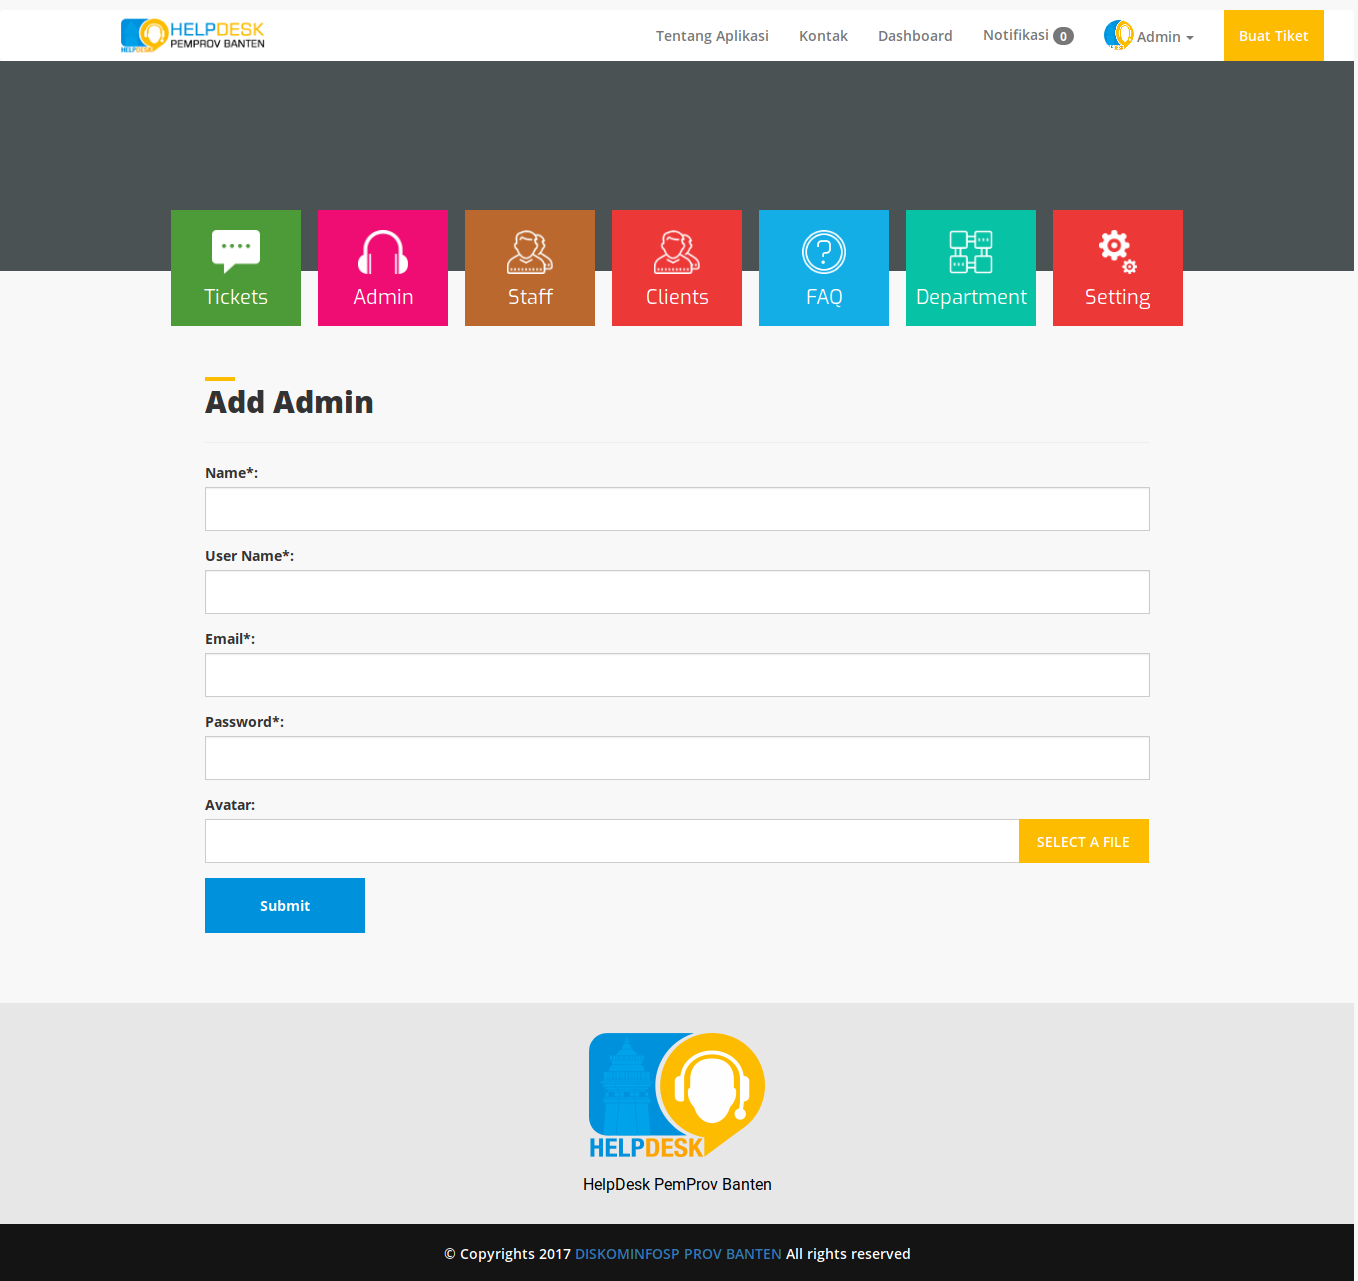 HELPDESK
PEMPROV BANTEN
HELPDESK
Tentang Aplikasi
Kontak
Dashboard
Notifikasi 0
Admin
Buat Tiket
Tickets
Admin
Staff
Clients
FAQ
Department
Setting
Add Admin
Name*:
User Name*:
Email*:
Password*:
Avatar:
SELECT A FILE
Submit
HELPDESK
HelpDesk PemProv Banten
© Copyrights 2017 DISKOMINFOSP PROV BANTEN All rights reserved